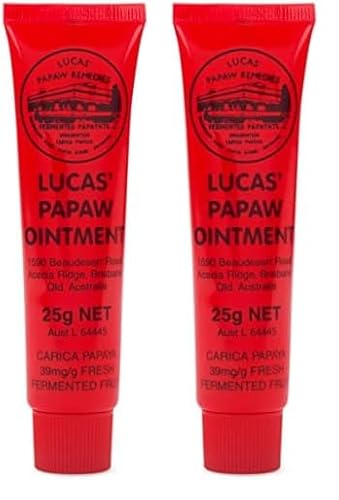 LUCAS'
PAPAW REMEDIES
FERMENTED PAPAYA
LUCAS'
PAPAW
OINTMENT
1590 Beaudesert Road
Acacia Ridge, Brisbane
Qld. Australia
25g NET
Aust L 64445
CARICA PAPAYA
39mg/g FRESH
FERMENTED FRUIT
LUCAS'
PAPAW REMEDIES
FERMENTED PAPAYA
LUCAS'
PAPAW
OINTMENT
1590 Beaudesert Road
Acacia Ridge, Brisbane
Qld. Australia
25g NET
Aust L 64445
CARICA PAPAYA
39mg/g FRESH
FERMENTED FRUIT